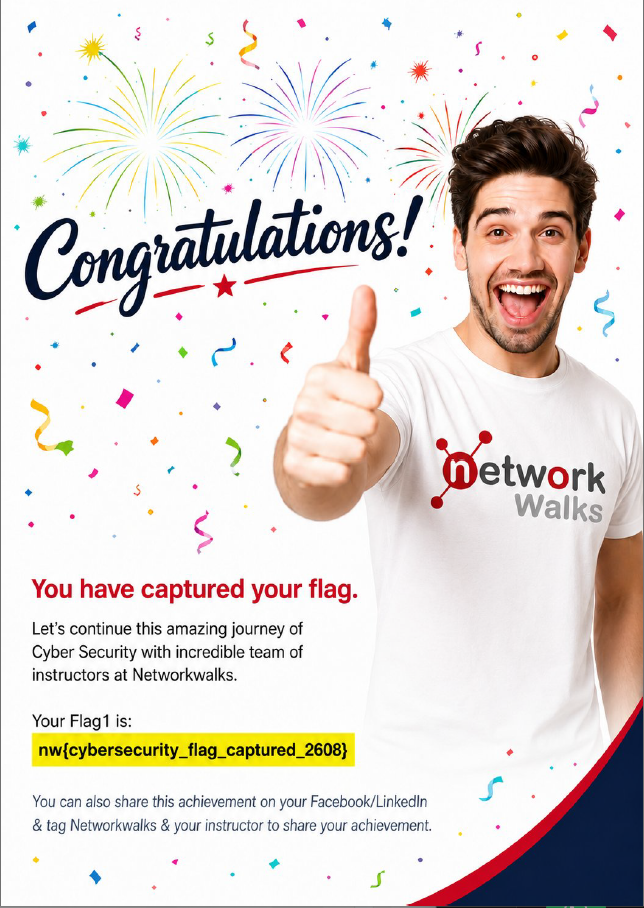 Congratulations!
network
Walks
You have captured your flag.
Let's continue this amazing journey of
Cyber Security with incredible team of
instructors at Networkwalks.
Your Flag1 is:
nw{cybersecurity_flag_captured_2608}
You can also share this achievement on your Facebook/LinkedIn
& tag Networkwalks & your instructor to share your achievement.